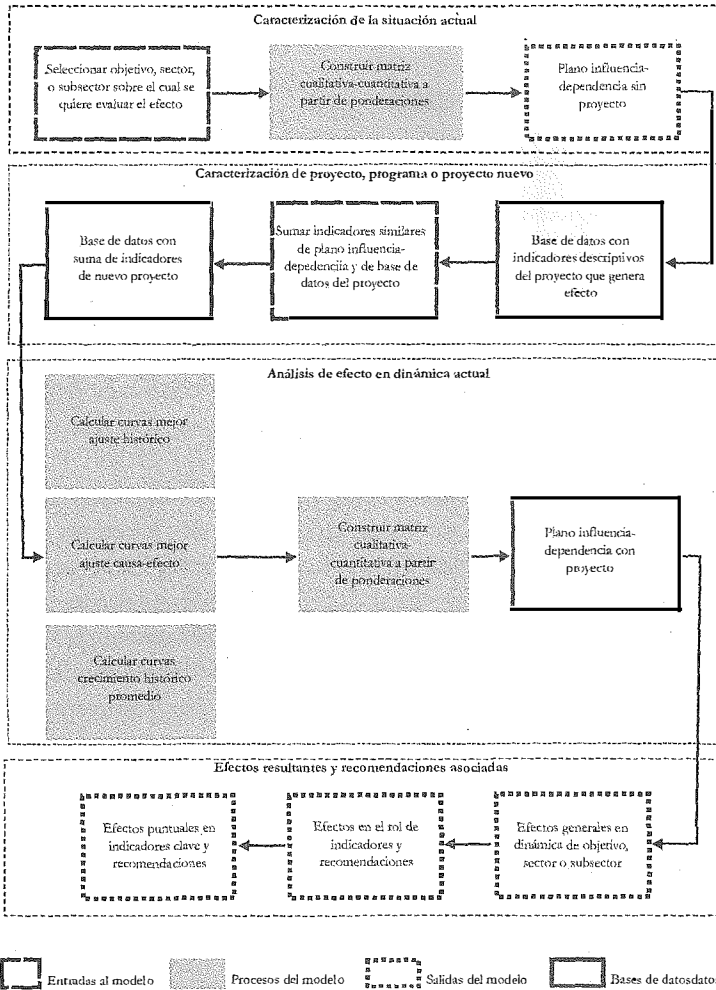 Caracterización de la situación actual
Seleccionar objetivo, sector,
o subsector sobre el cual se
quiere evaluar el efecto
Construir matriz
cualitativa-cuantitativa a
partir de ponderaciones
Plano influencia-
dependencia sin
proyecto
Caracterización de proyecto, programa o proyecto nuevo
Base de datos con
suma de indicadores
de nuevo proyecto
Sumar indicadores similares
de plano influencia-
depedenciia y de base de
datos del proyecto
Base de datos con
indicadores descriptivos
del proyecto que genera
efecto
Análisis de efecto en dinámica actual
Calcular curvas mejor
ajuste histórico
Calcular curvas mejor
ajuste causa-efecto
Calcular curvas
crecimiento histórico
promedio
Construir matriz
cualitativa-
cuantitativa a partir
de ponderaciones
Plano influencia-
dependencia con
proyecto
Efectos resultantes y recomendaciones asociadas
Efectos puntuales en
indicadores clave y
recomendaciones
Efectos en el rol de
indicadores y
recomendaciones
Efectos generales en
dinámica de objetivo,
sector o subsector
Entradas al modelo
Procesos del modelo
Salidas del modelo
Bases de datosdato